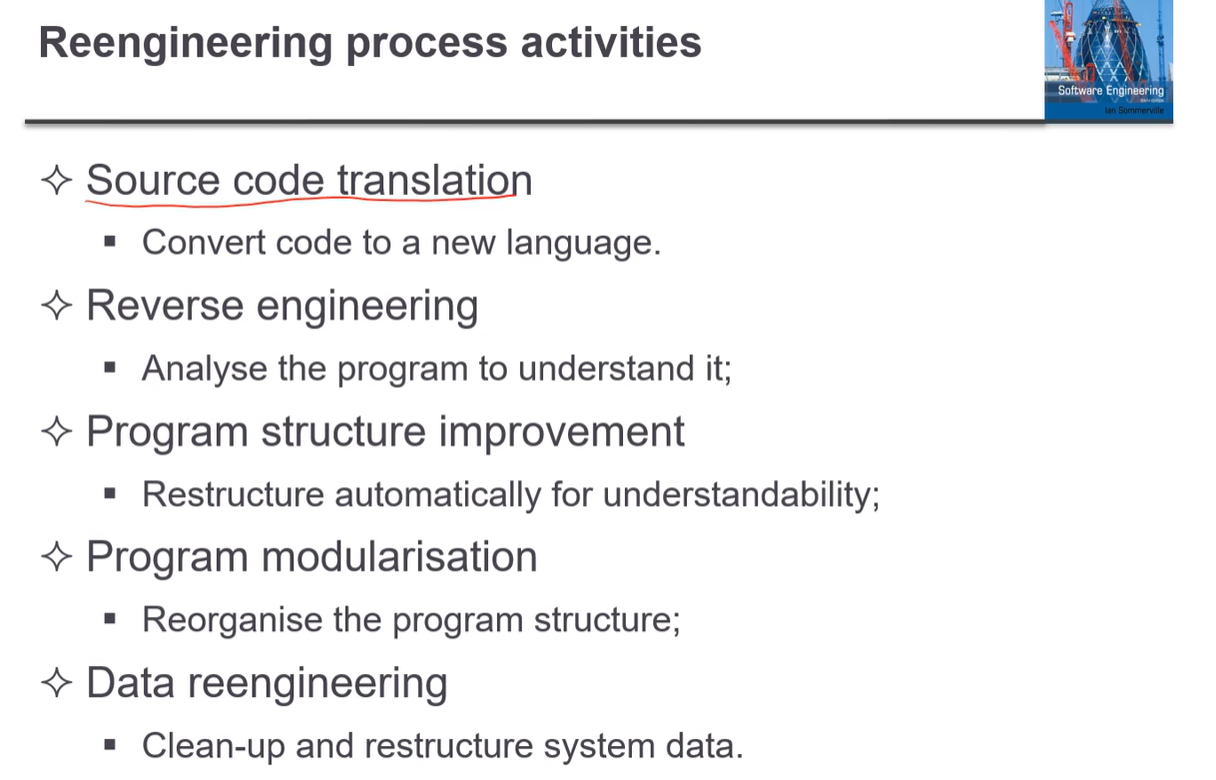 Reengineering process activities
Software Engineering
Ian Sommerville
✧ Source code translation
▪ Convert code to a new language.
✧ Reverse engineering
▪ Analyse the program to understand it;
✧ Program structure improvement
▪ Restructure automatically for understandability;
✧ Program modularisation
▪ Reorganise the program structure;
✧ Data reengineering
▪ Clean-up and restructure system data.